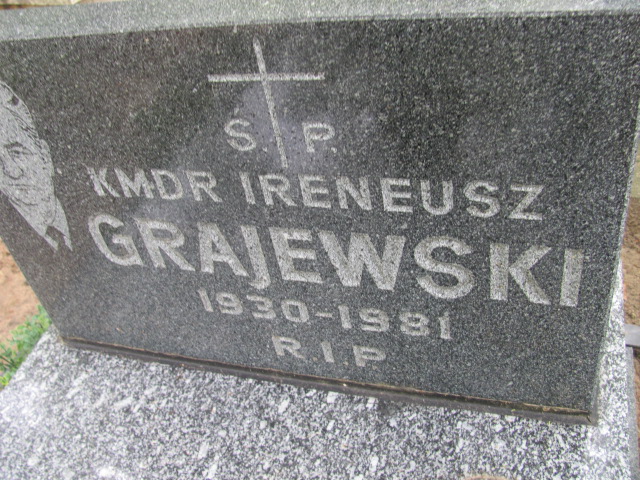 Ś. P.
KMDR IRENEUSZ
GRAJEWSKI
1930-1981
R.I.P